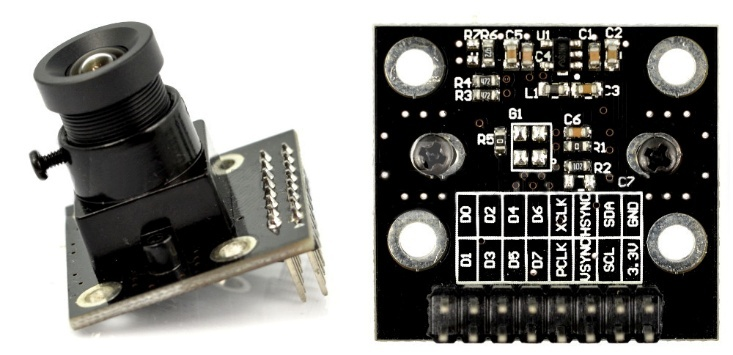 R7R6 C5 U1 C1 C2
C4
R4
R3 L1 C3
G1 C6
R5 R1
R2
C7
D0 D2 D4 D6 XCLK HSYNC SDA GND
D1 D3 D5 D7 PCLK VSYNC SCL 3.3V